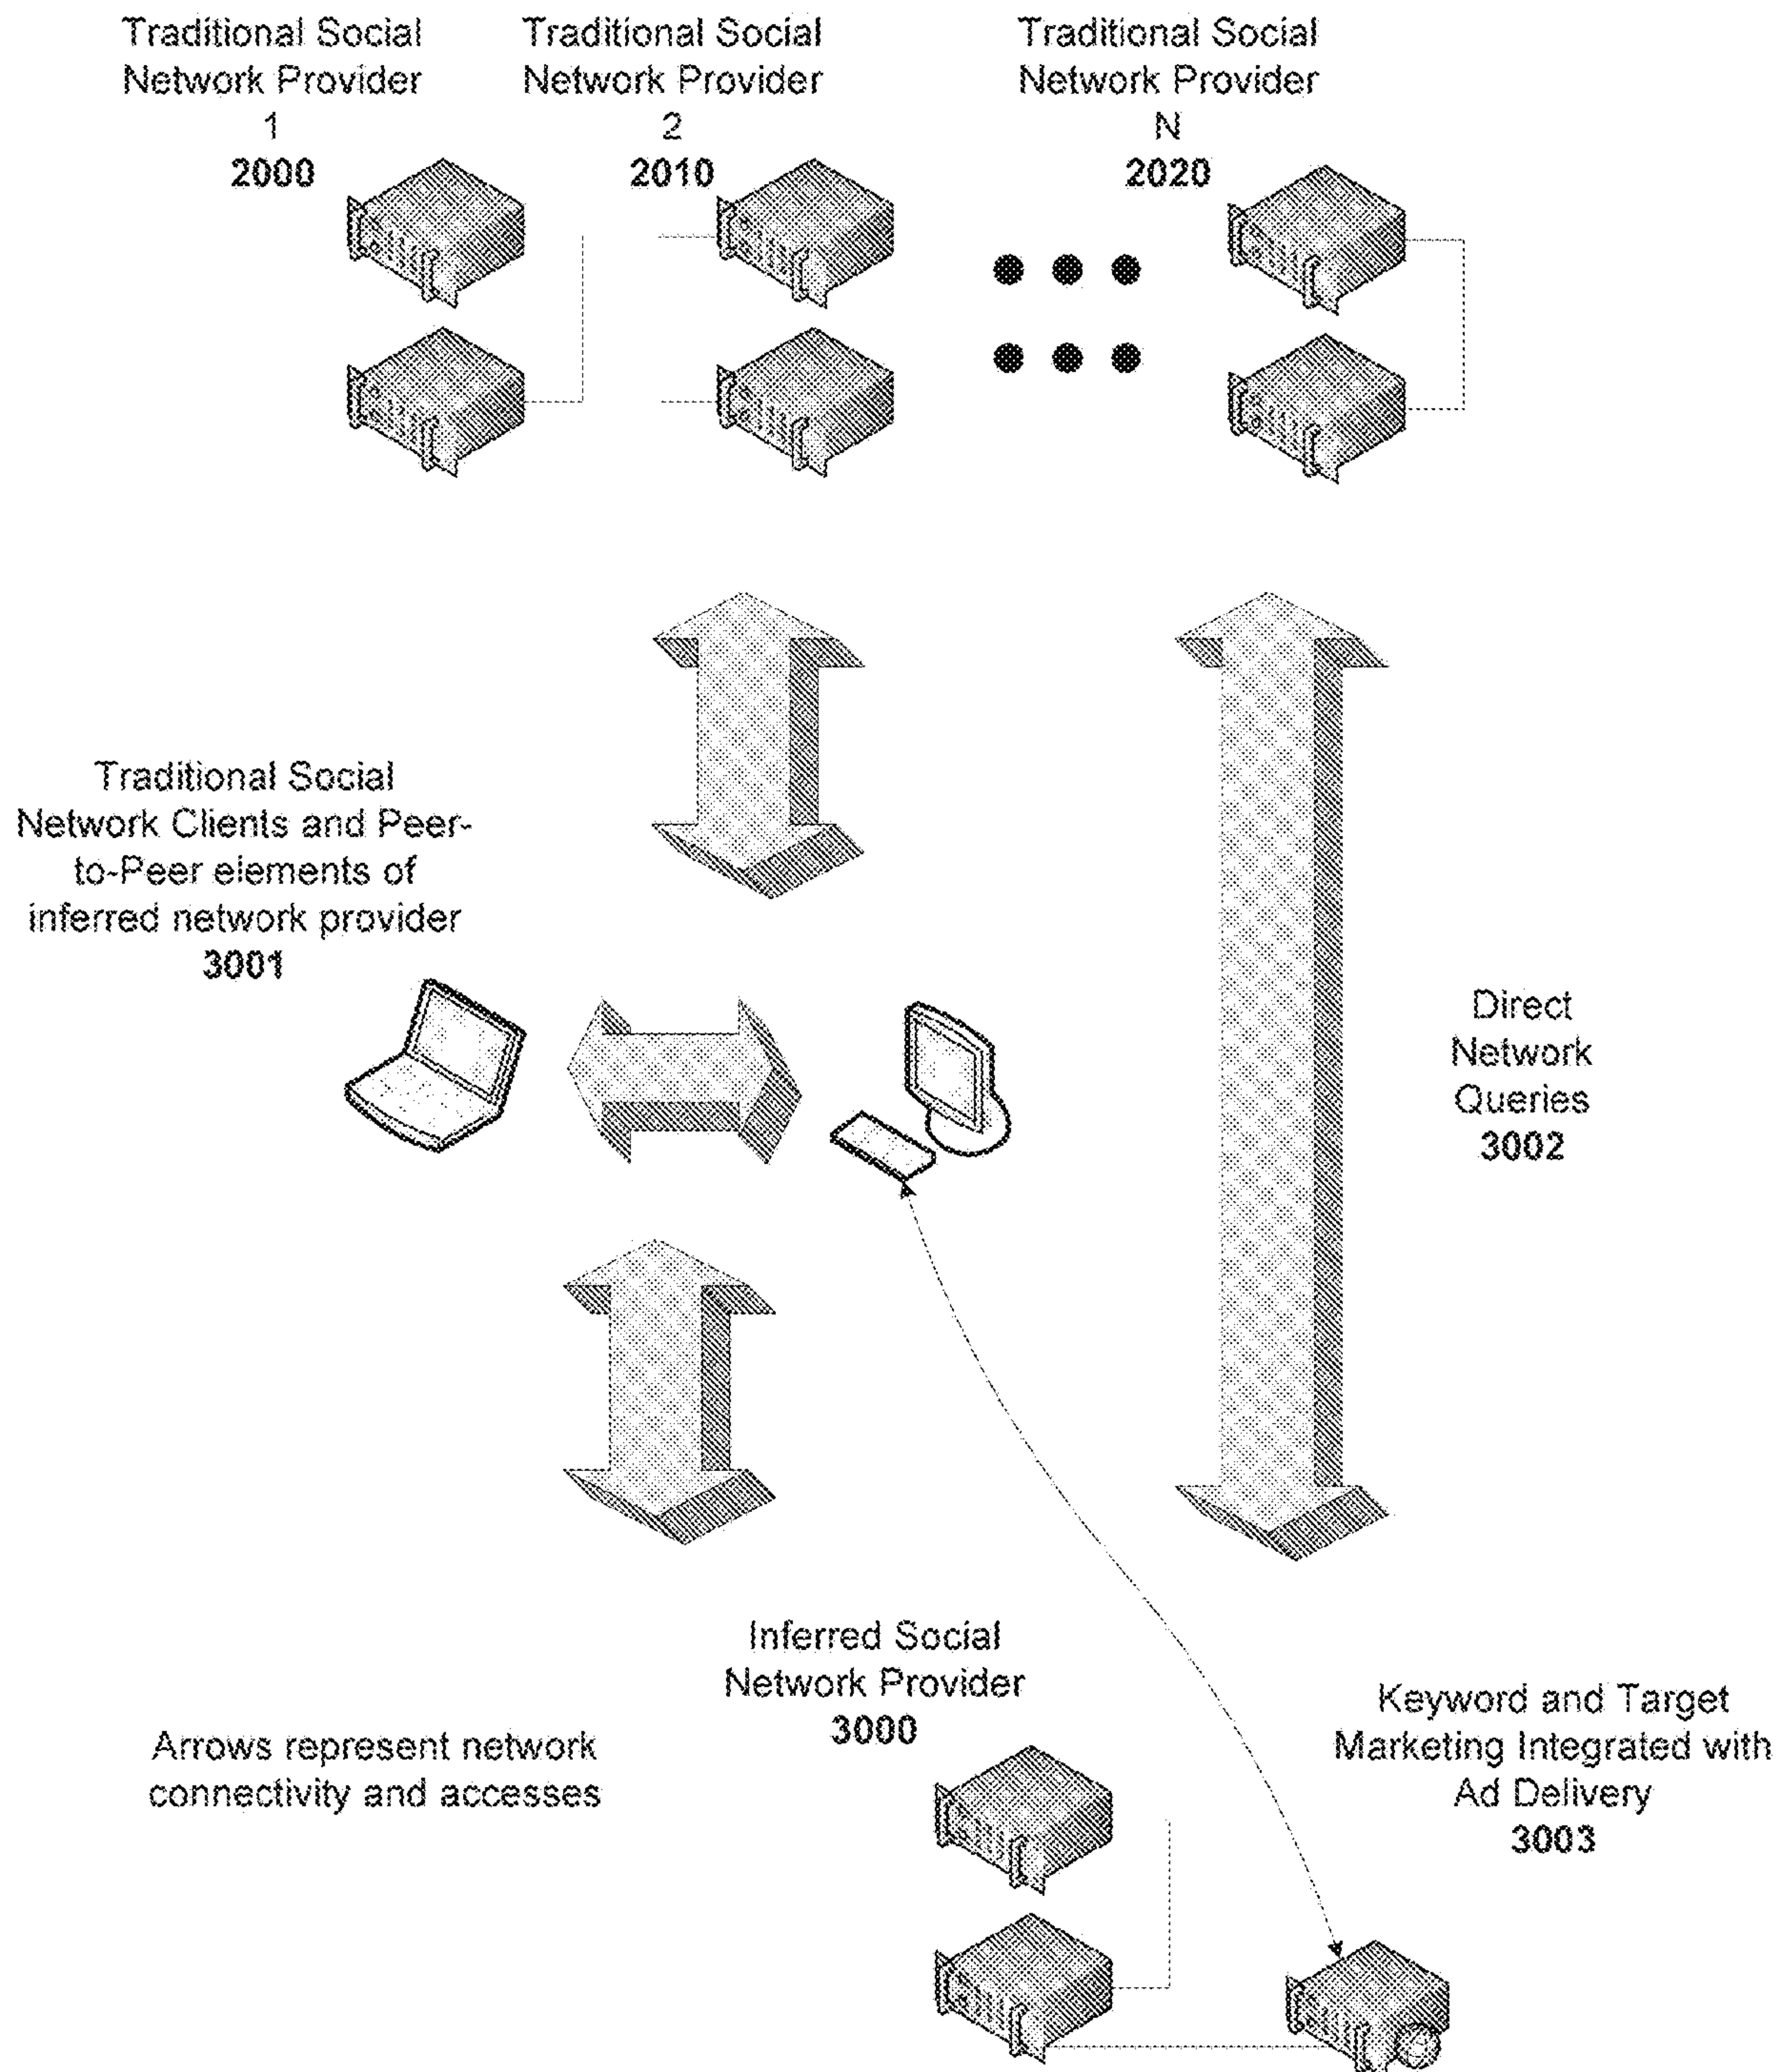 Traditional Social
Network Provider
1
2000
Traditional Social
Network Provider
2
2010
Traditional Social
Network Provider
N
2020
Traditional Social
Network Clients and Peer-
to-Peer elements of
inferred network provider
3001
Direct
Network
Queries
3002
Inferred Social
Network Provider
3000
Keyword and Target
Marketing Integrated with
Ad Delivery
3003
Arrows represent network
connectivity and accesses